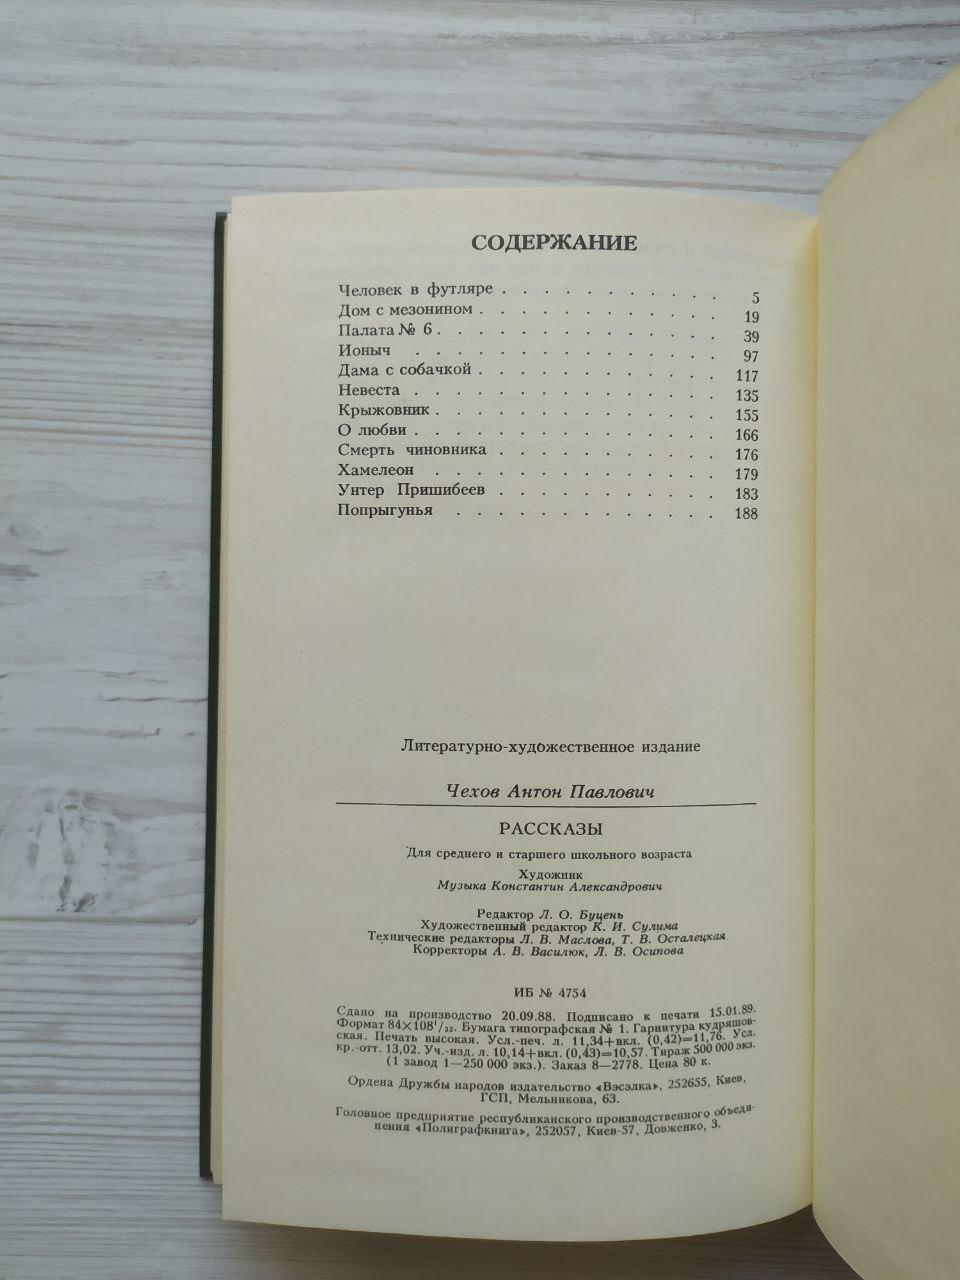 СОДЕРЖАНИЕ
Человек в футляре . . . . . . . . . . . 5
Дом с мезонином . . . . . . . . . . . . 19
Палата № 6 . . . . . . . . . . . . . . 39
Ионыч . . . . . . . . . . . . . . . 97
Дама с собачкой . . . . . . . . . . . . 117
Невеста . . . . . . . . . . . . . . . 135
Крыжовник . . . . . . . . . . . . . . 155
О любви . . . . . . . . . . . . . . . 166
Смерть чиновника . . . . . . . . . . . 176
Хамелеон . . . . . . . . . . . . . . 179
Унтер Пришибеев . . . . . . . . . . . 183
Попрыгунья . . . . . . . . . . . . . 188
Литературно-художественное издание
Чехов Антон Павлович
РАССКАЗЫ
Для среднего и старшего школьного возраста
Художник
Музыка Константин Александрович
Редактор Л. О. Буцень
Художественный редактор К. И. Сулима
Технические редакторы Л. В. Маслова, Т. В. Осталецкая
Корректоры А. В. Василюк, Л. В. Осипова
ИБ № 4754
Сдано на производство 20.09.88. Подписано к печати 15.01.89.
Формат 84×108¹/₃₂. Бумага типографская № 1. Гарнитура кудряшов-
ская. Печать высокая. Усл.-печ. л. 11,34+вкл. (0,42)=11,76. Усл.
кр.-отт. 13,02. Уч.-изд. л. 10,14+вкл. (0,43)=10,57. Тираж 500 000 экз.
(1 завод 1—250 000 экз.). Заказ 8—2778. Цена 80 к.
Ордена Дружбы народов издательство «Вэсэлка», 252655, Киев,
ГСП, Мельникова, 63.
Головное предприятие республиканского производственного объеди-
нения «Полиграфкнига», 252057, Киев-57, Довженко, 3.